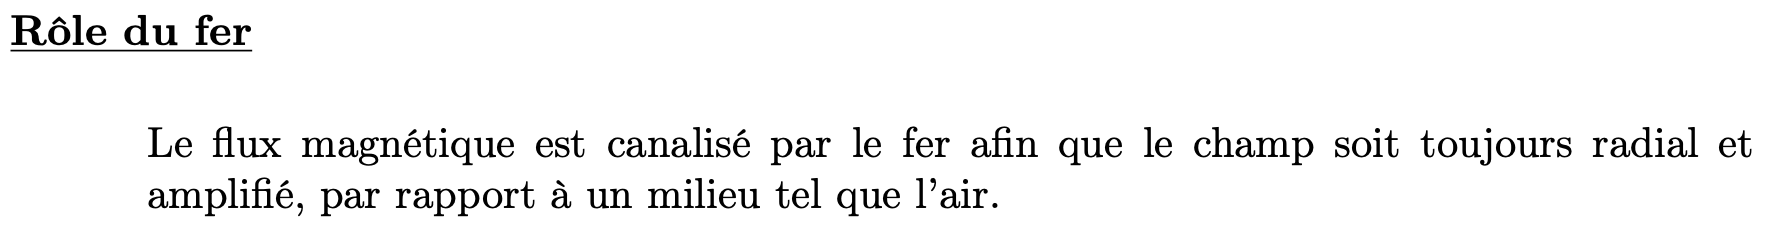 Rôle du fer
Le flux magnétique est canalisé par le fer afin que le champ soit toujours radial et
amplifié, par rapport à un milieu tel que l'air.